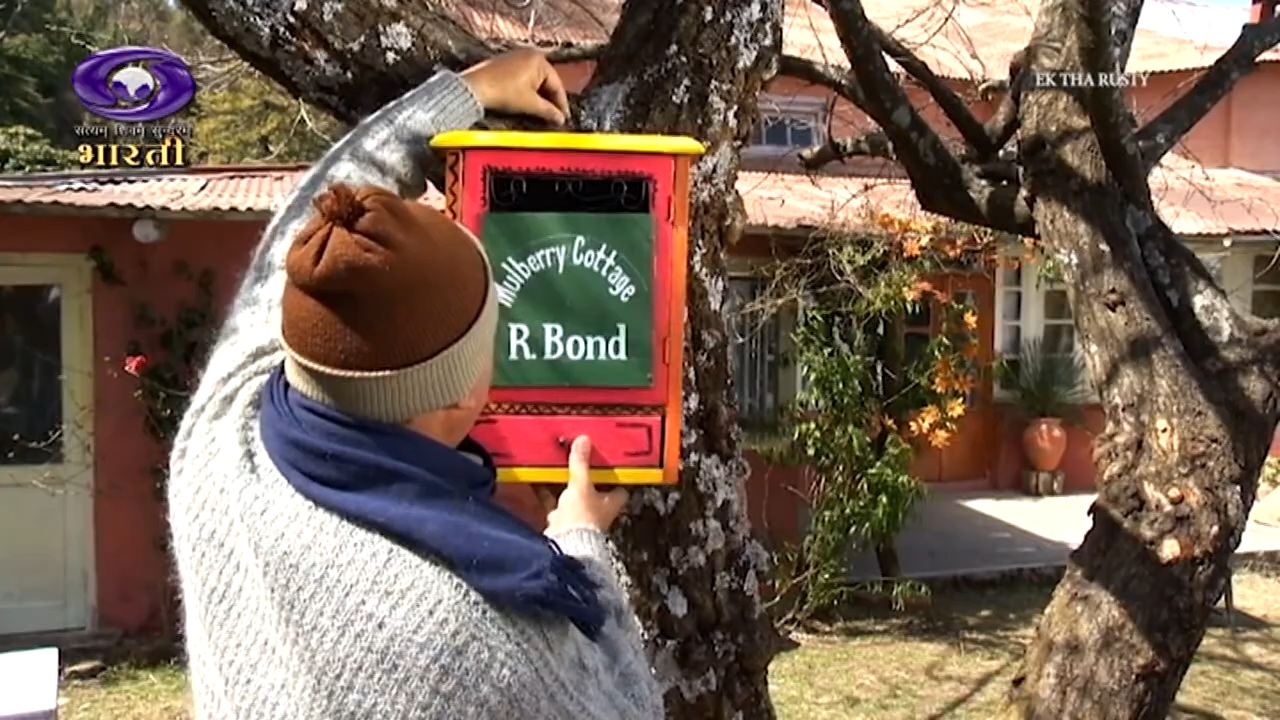 सत्यम् शिवम् सुन्दरम्
भारती
EK THA RUSTY
Mulberry Cottage
R. Bond